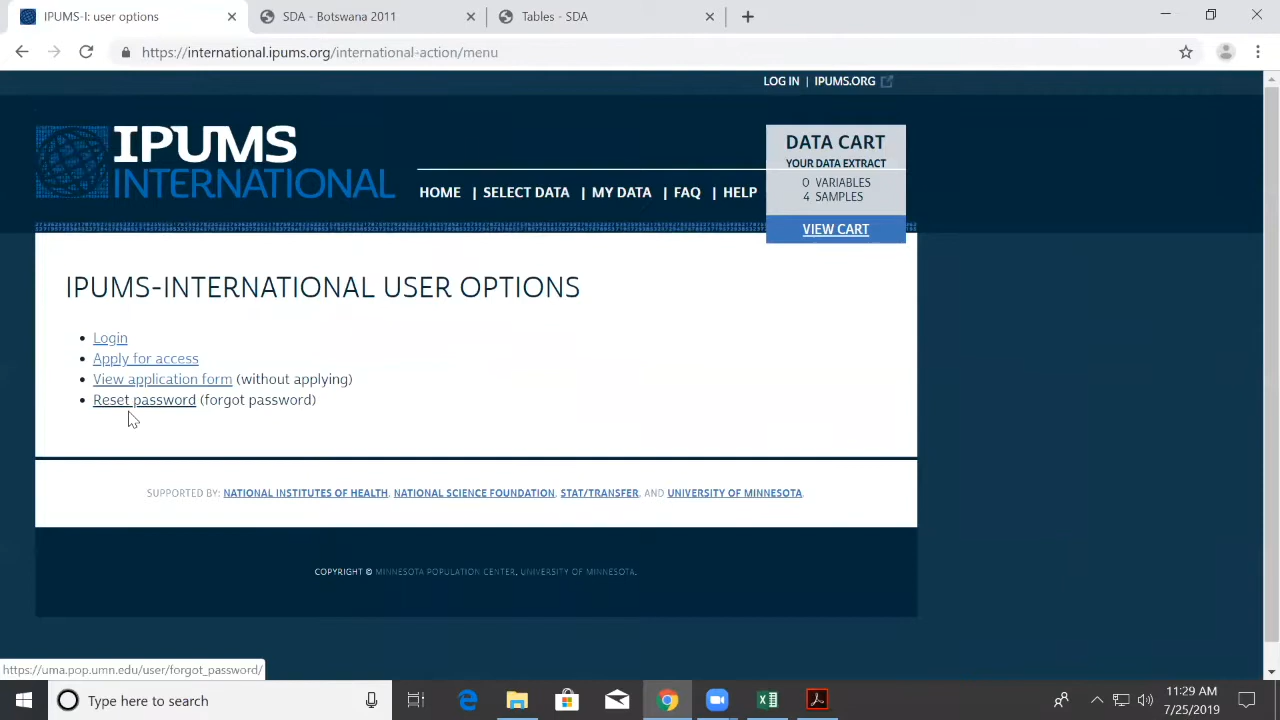 IPUMS-I: user options
SDA - Botswana 2011
Tables - SDA
https://international.ipums.org/international-action/menu
LOG IN | IPUMS.ORG
IPUMS
INTERNATIONAL
HOME | SELECT DATA | MY DATA | FAQ | HELP
DATA CART
YOUR DATA EXTRACT
0 VARIABLES
4 SAMPLES
VIEW CART
IPUMS-INTERNATIONAL USER OPTIONS
• Login
• Apply for access
• View application form (without applying)
• Reset password (forgot password)
SUPPORTED BY: NATIONAL INSTITUTES OF HEALTH, NATIONAL SCIENCE FOUNDATION, STAT/TRANSFER, AND UNIVERSITY OF MINNESOTA.
COPYRIGHT © MINNESOTA POPULATION CENTER, UNIVERSITY OF MINNESOTA.
https://uma.pop.umn.edu/user/forgot_password/
Type here to search
11:29 AM
7/25/2019